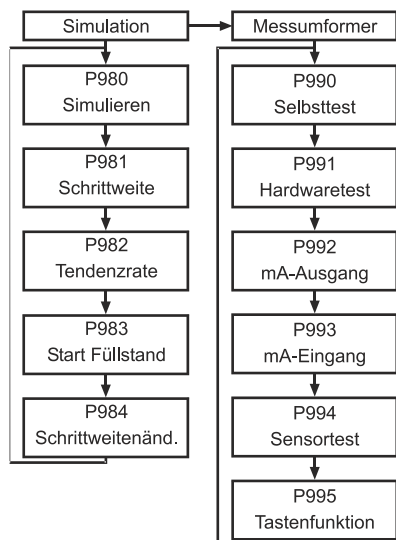 Simulation
P980
Simulieren
P981
Schrittweite
P982
Tendenzrate
P983
Start Füllstand
P984
Schrittweitenänd.
Messumformer
P990
Selbsttest
P991
Hardwaretest
P992
mA-Ausgang
P993
mA-Eingang
P994
Sensortest
P995
Tastenfunktion